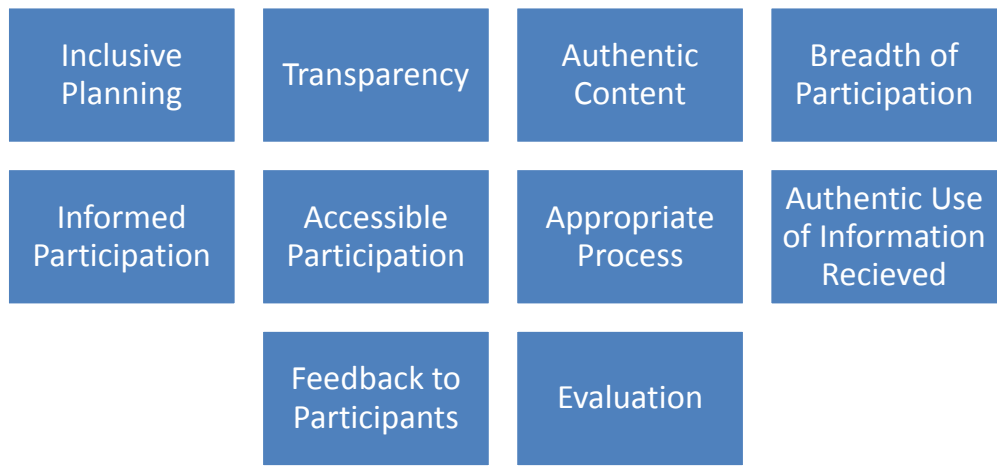 Inclusive
Planning
Transparency
Authentic
Content
Breadth of
Participation
Informed
Participation
Accessible
Participation
Appropriate
Process
Authentic Use
of Information
Recieved
Feedback to
Participants
Evaluation